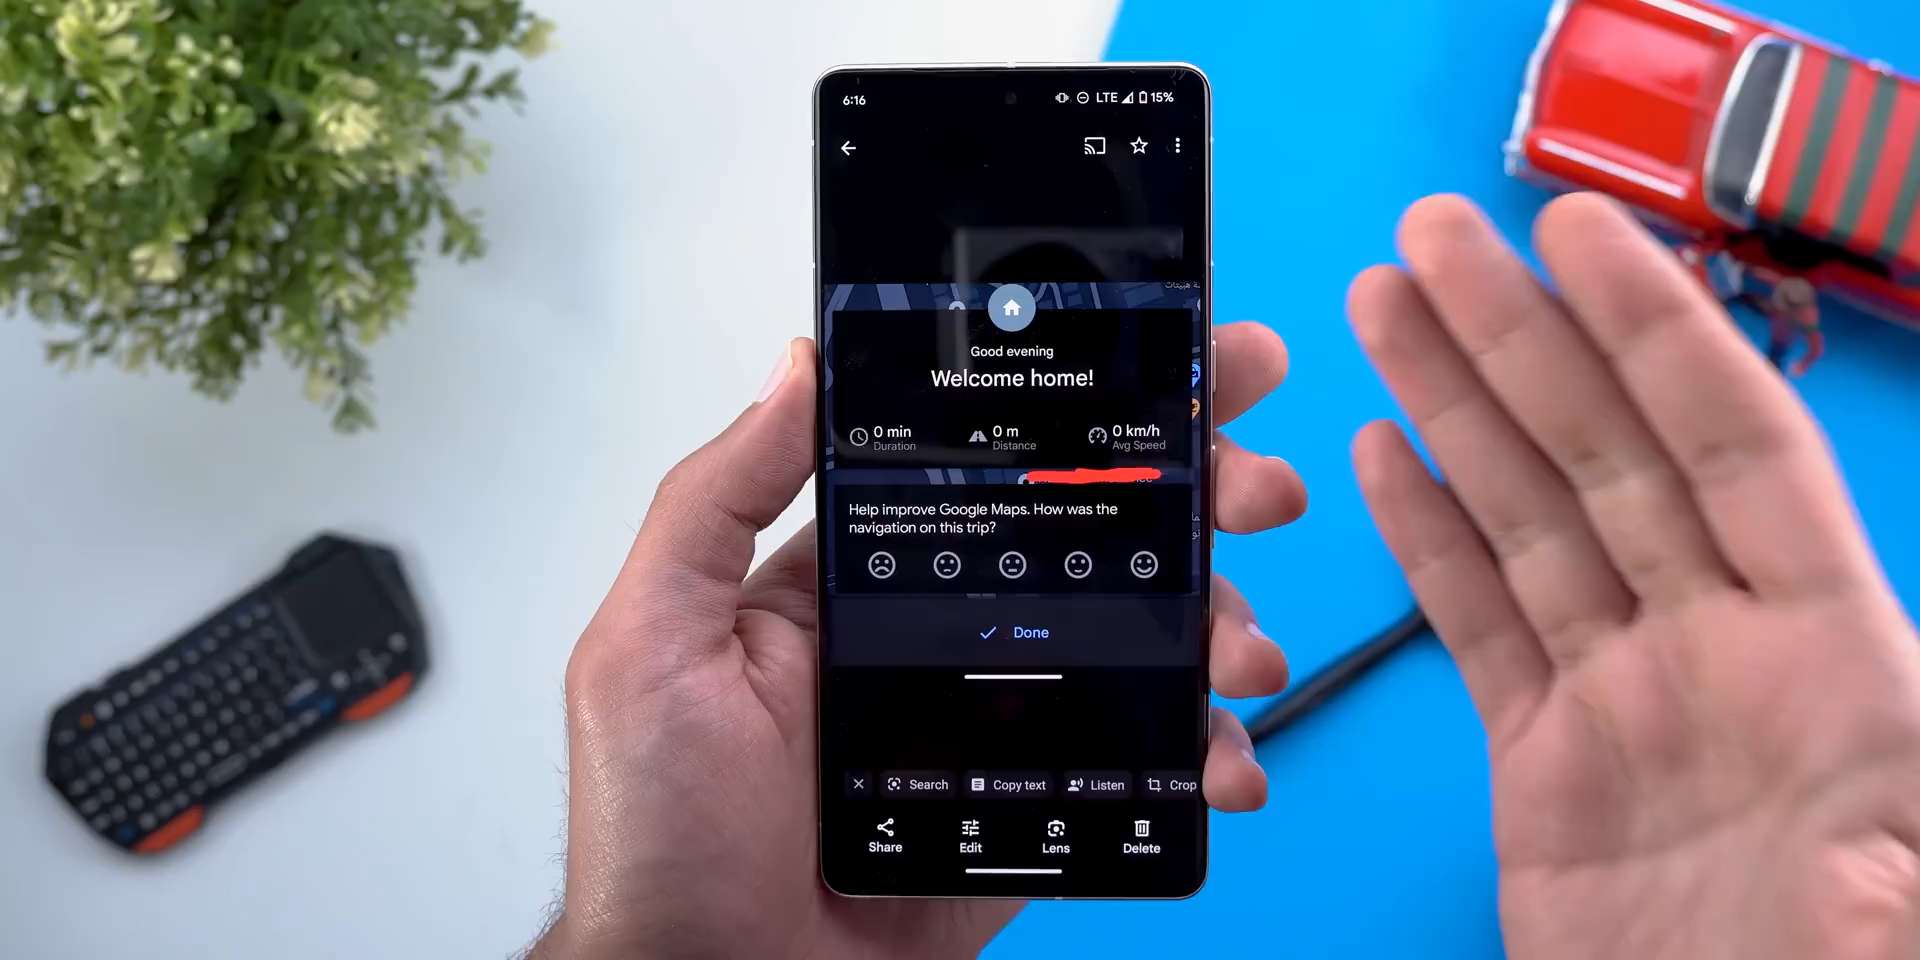 6:16
LTE 15%
Good evening
Welcome home!
0 min
Duration
0 m
Distance
0 km/h
Avg Speed
Help improve Google Maps. How was the
navigation on this trip?
Done
Search
Copy text
Listen
Crop
Share
Edit
Lens
Delete